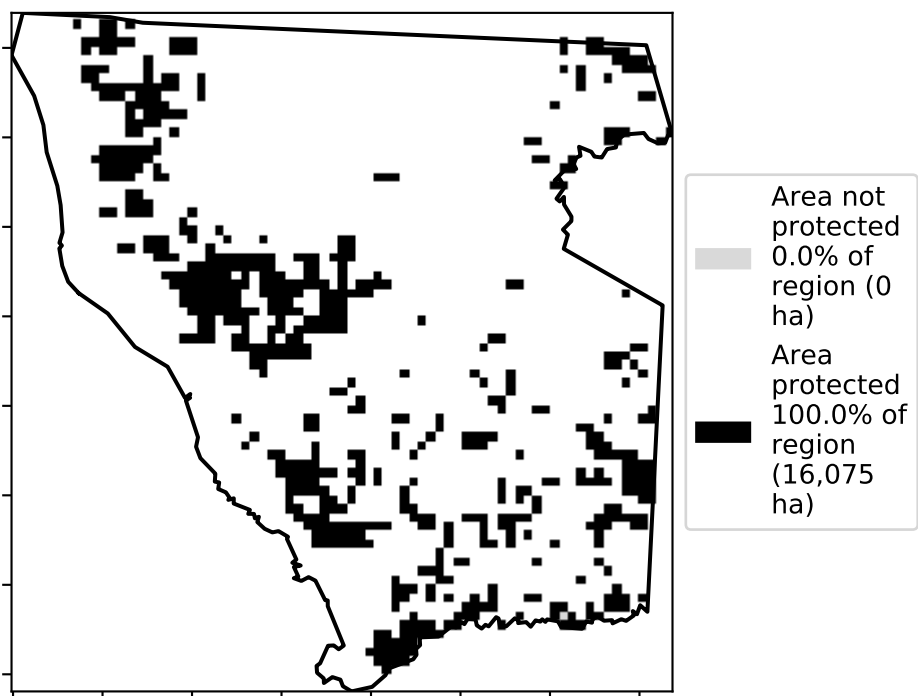 Area not
protected
0.0% of
region (0
ha)
Area
protected
100.0% of
region
(16,075
ha)